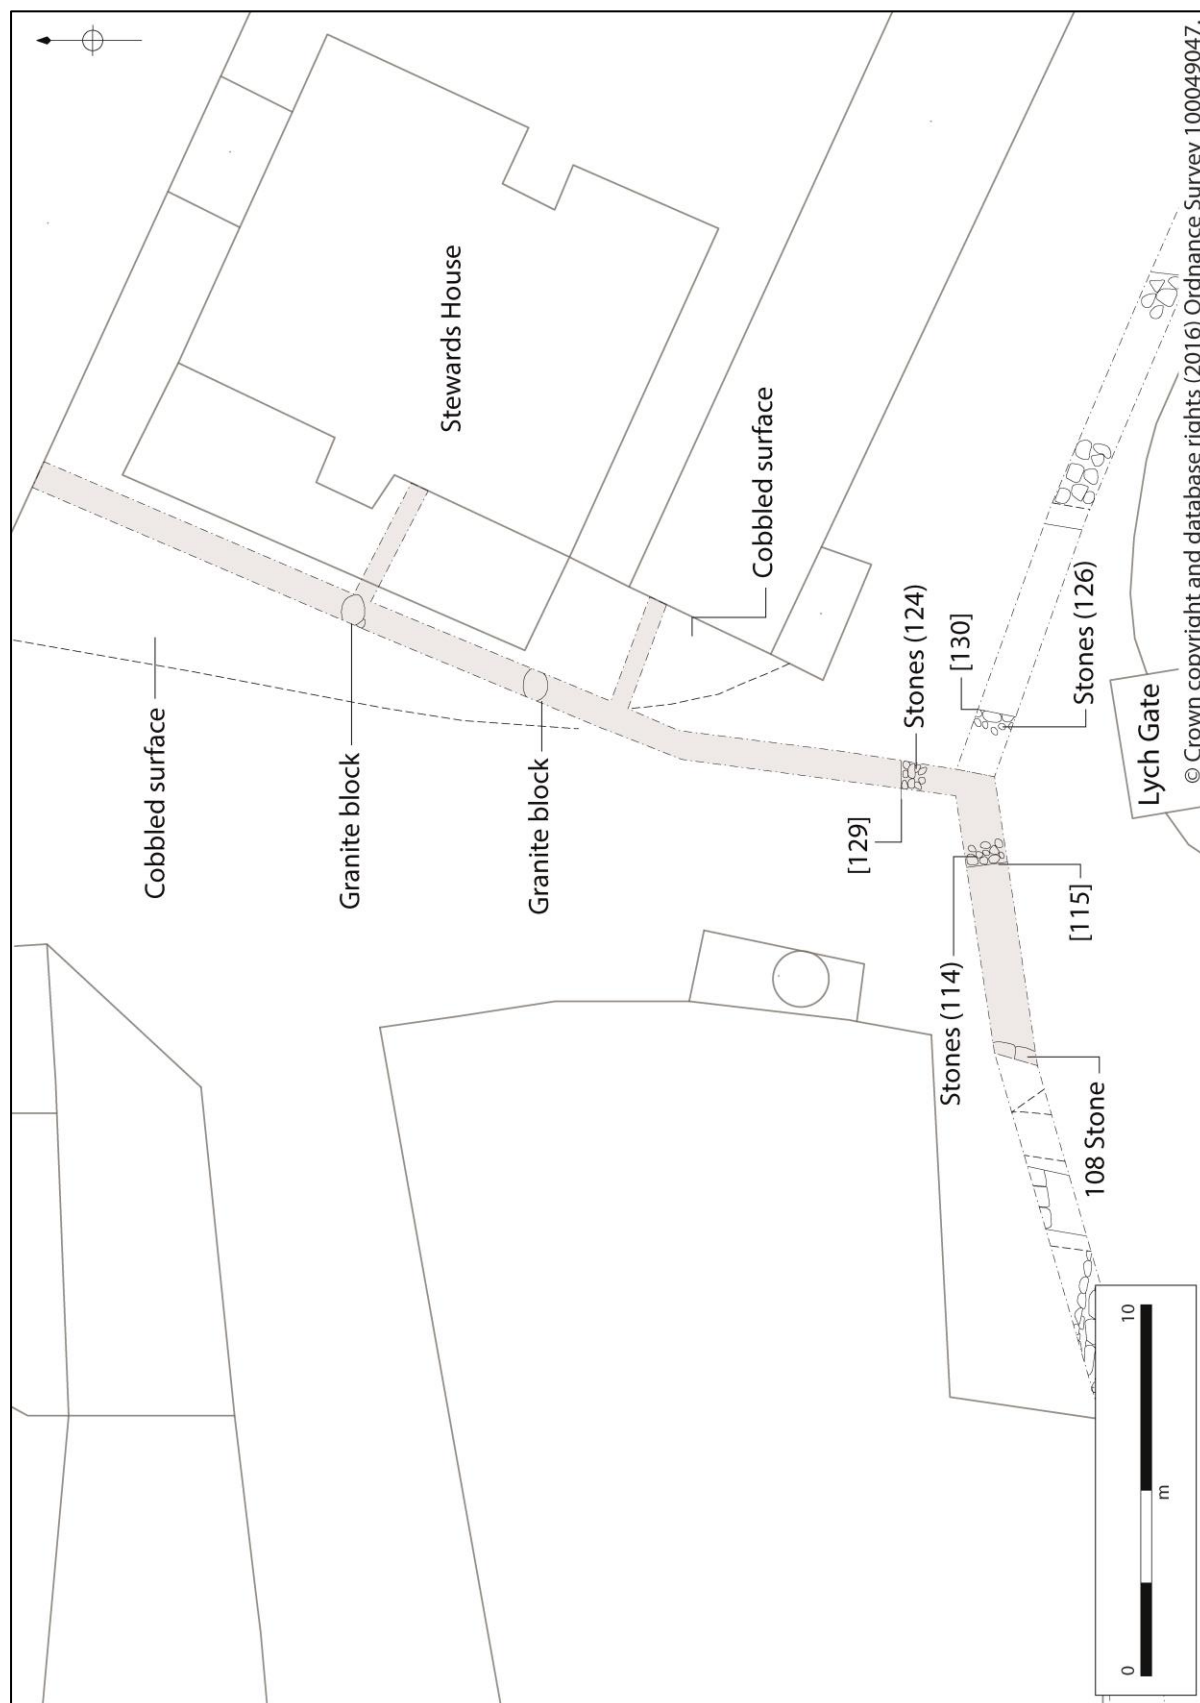 Stewards House
Cobbled surface
Granite block
Granite block
Cobbled surface
Stones (124)
[129]
[130]
Stones (126)
Stones (114)
[115]
108 Stone
Lych Gate
0
10
m
© Crown copyright and database rights (2016) Ordnance Survey 100049047.